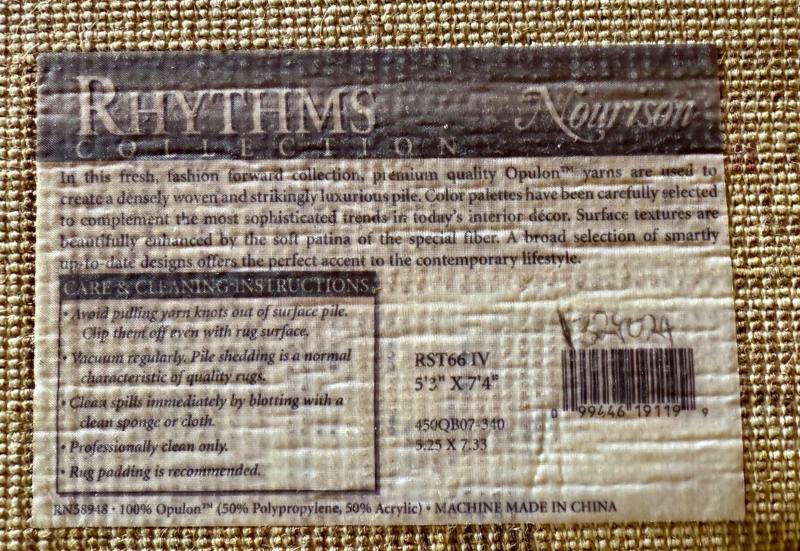 RHYTHMS
COLLECTION
Nourison
In this fresh, fashion forward collection, premium quality Opulon™ yarns are used to
create a densely woven and strikingly luxurious pile. Color palettes have been carefully selected
to complement the most sophisticated trends in today's interior décor. Surface textures are
beautifully enhanced by the soft patina of the special fiber. A broad selection of smartly
up-to-date designs offers the perfect accent to the contemporary lifestyle.
CARE & CLEANING INSTRUCTIONS
• Avoid pulling yarn knots out of surface pile.
Clip them off even with rug surface.
• Vacuum regularly. Pile shedding is a normal
characteristic of quality rugs.
• Clean spills immediately by blotting with a
clean sponge or cloth.
• Professionally clean only.
• Rug padding is recommended.
RST66 IV
5'3" X 7'4"
450QB07-340
5.25 X 7.33
0 99446 19119 9
RN58948 • 100% Opulon™ (50% Polypropylene, 50% Acrylic) • MACHINE MADE IN CHINA